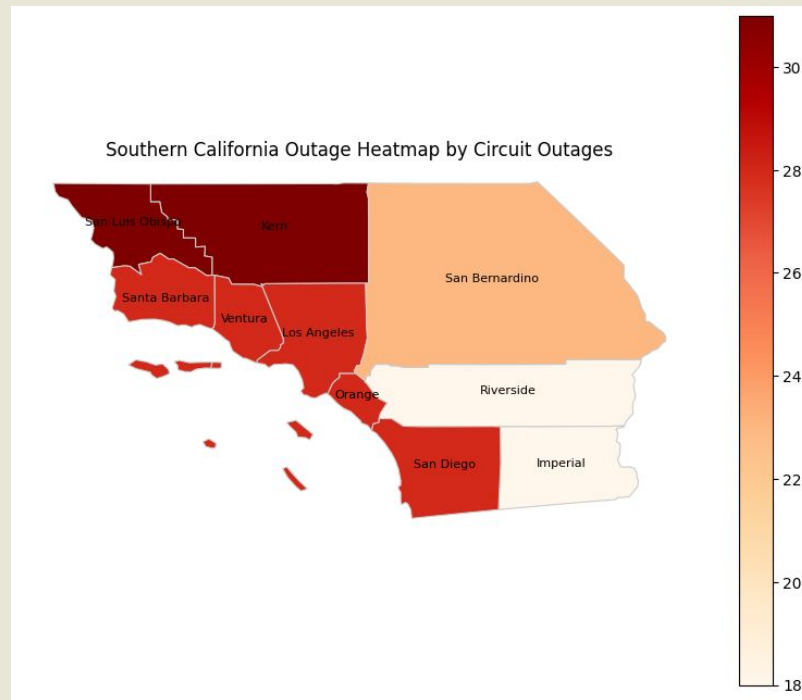 Southern California Outage Heatmap by Circuit Outages
San Luis Obispo
Kern
San Bernardino
Santa Barbara
Ventura
Los Angeles
Orange
Riverside
San Diego
Imperial
30
28
26
24
22
20
18